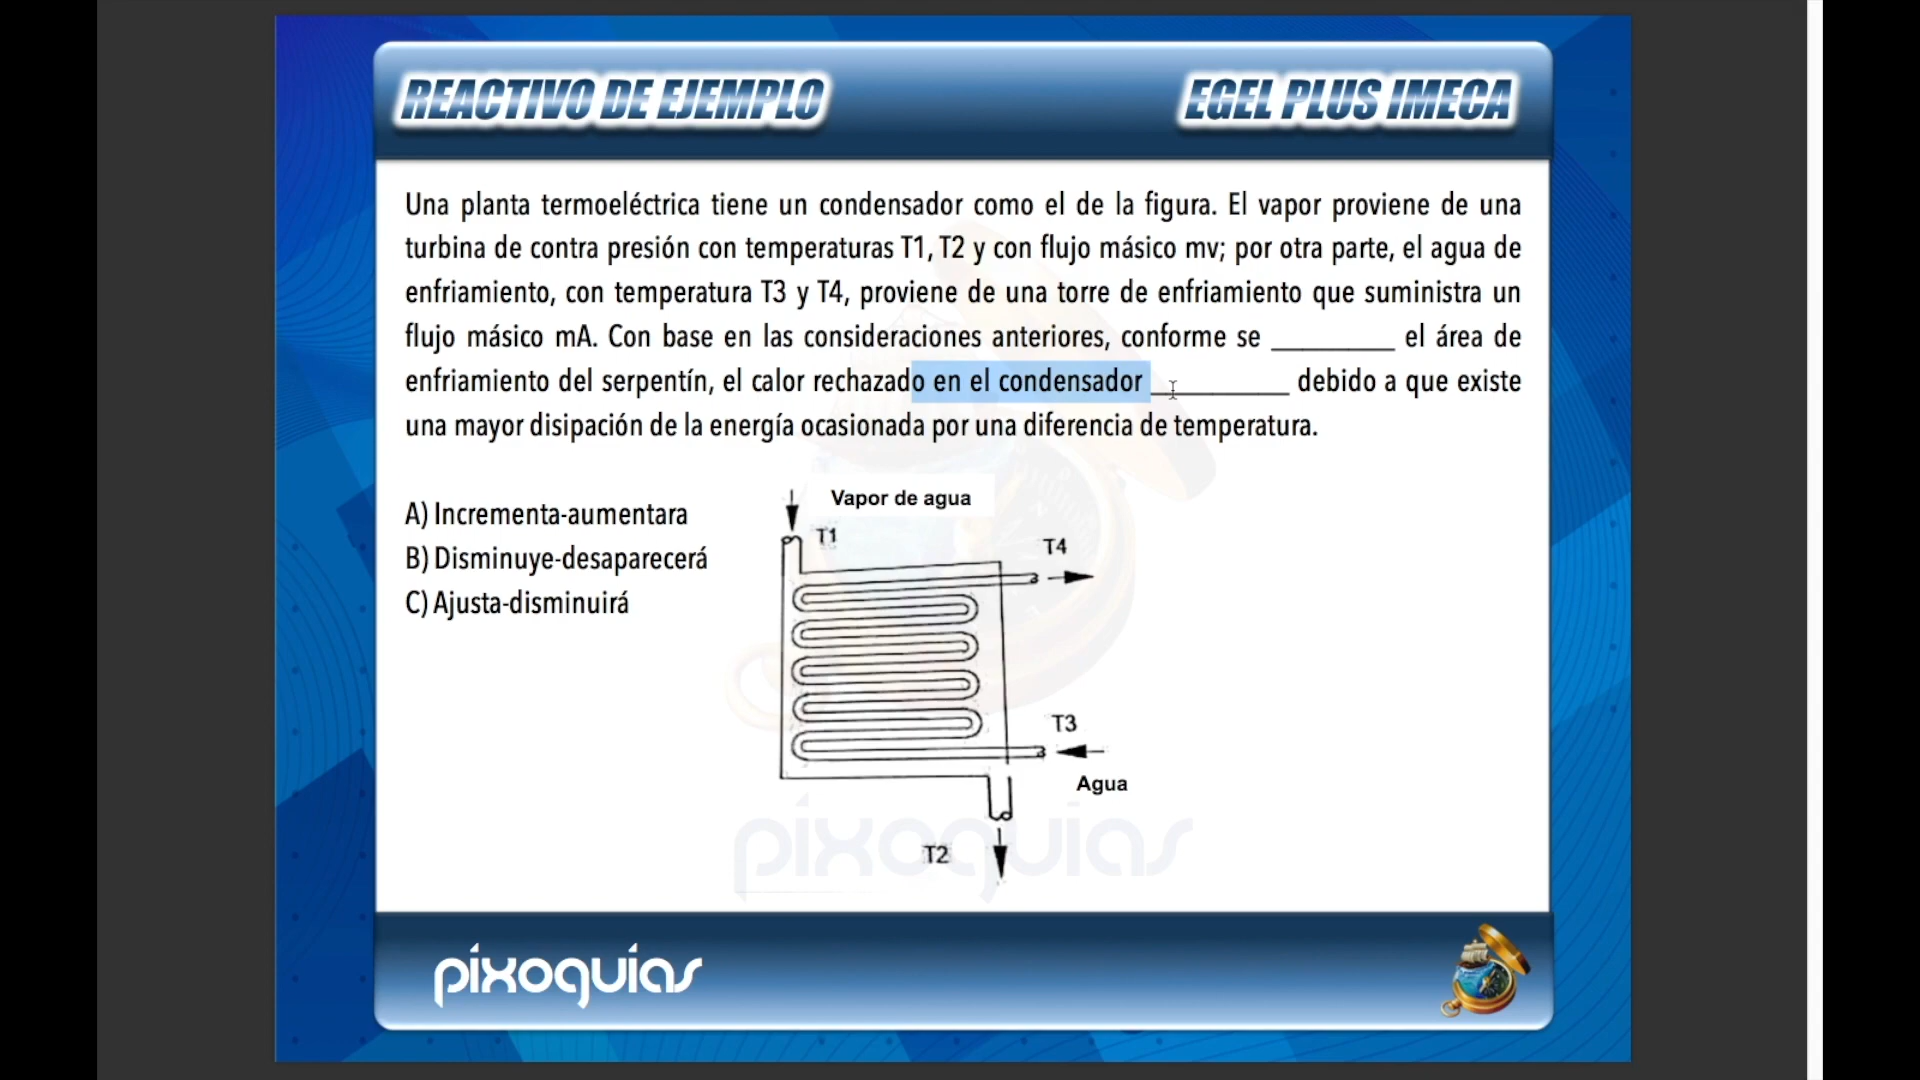 REACTIVO DE EJEMPLO
EGEL PLUS IMECA
Una planta termoeléctrica tiene un condensador como el de la figura. El vapor proviene de una
turbina de contra presión con temperaturas T1, T2 y con flujo másico mv; por otra parte, el agua de
enfriamiento, con temperatura T3 y T4, proviene de una torre de enfriamiento que suministra un
flujo másico mA. Con base en las consideraciones anteriores, conforme se _________ el área de
enfriamiento del serpentín, el calor rechazado en el condensador __________ debido a que existe
una mayor disipación de la energía ocasionada por una diferencia de temperatura.
A) Incrementa-aumentara
B) Disminuye-desaparecerá
C) Ajusta-disminuirá
Vapor de agua
T1
T4
T3
Agua
T2
pixoguias
pixoguias